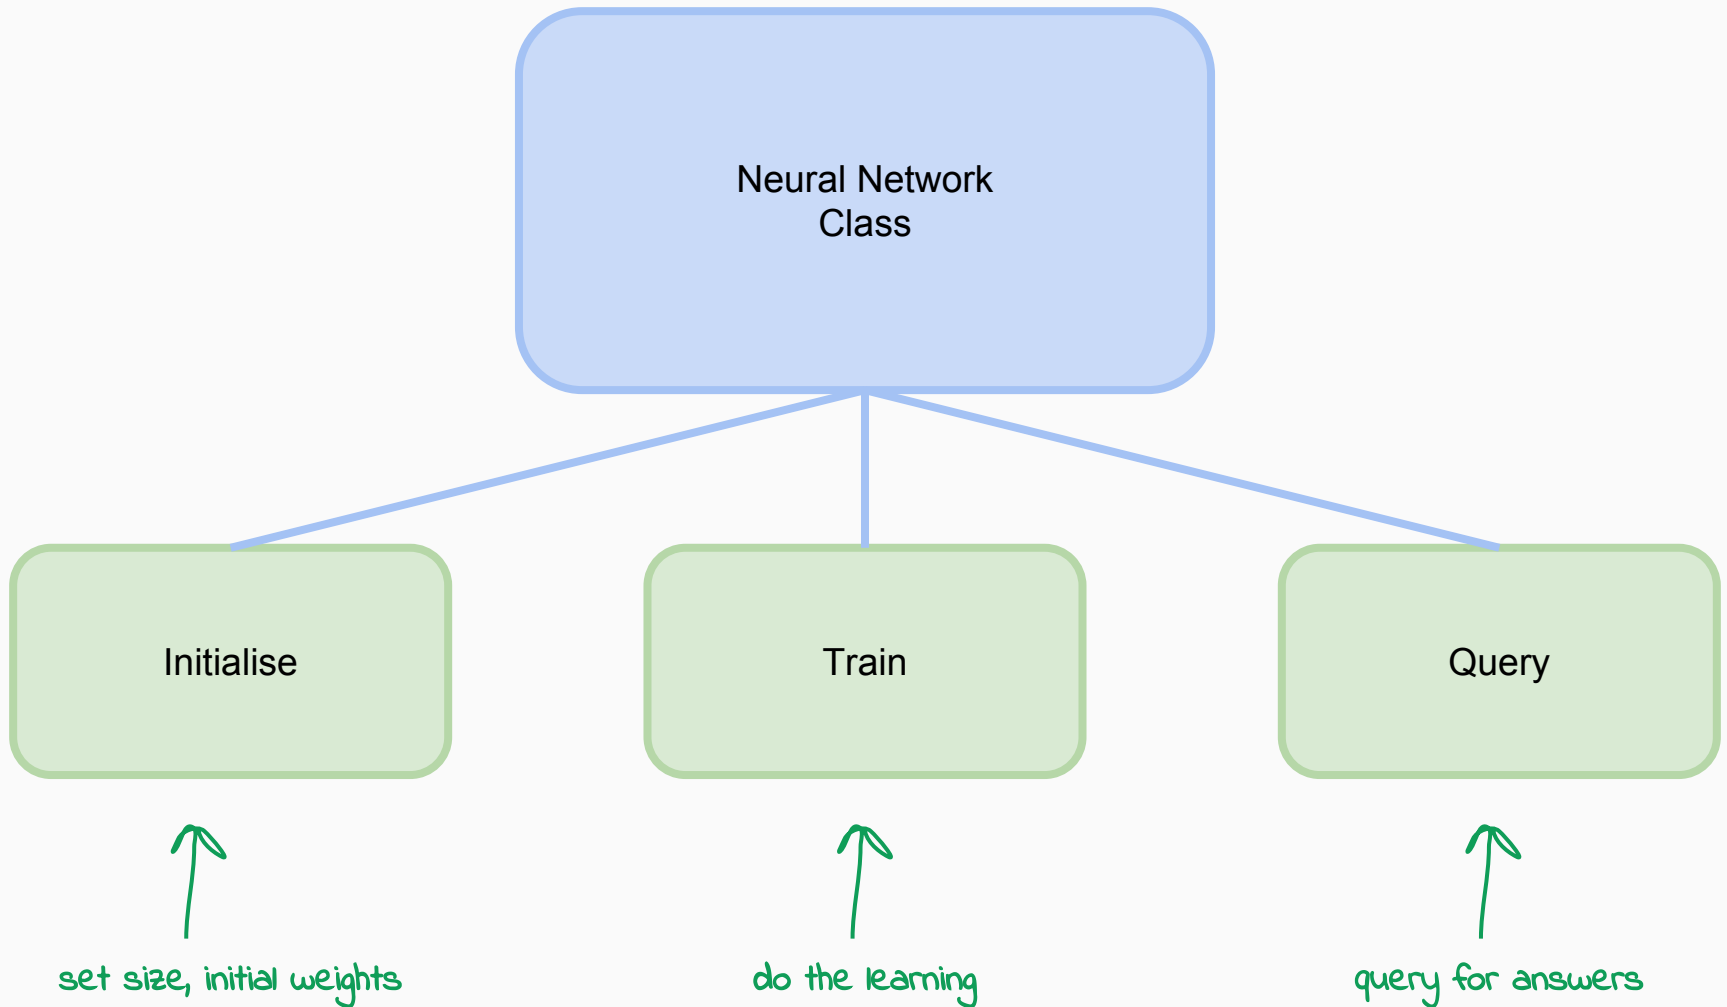 Neural Network
Class
Initialise
Train
Query
set size, initial weights
do the learning
query for answers